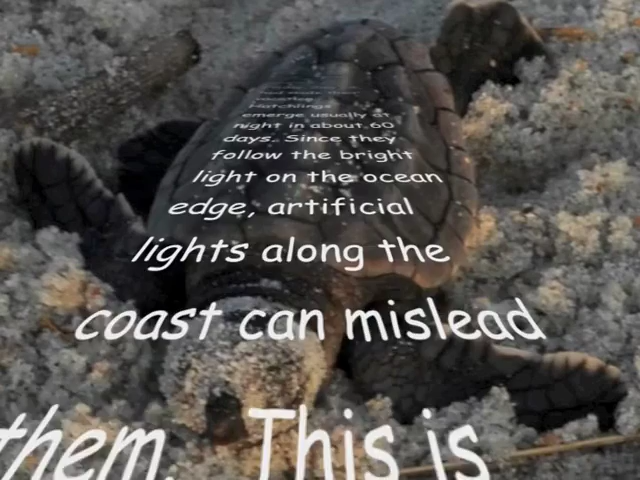 Hatchlings
emerge usually at
night in about 60
days. Since they
follow the bright
light on the ocean
edge, artificial
lights along the
coast can mislead
them. This is